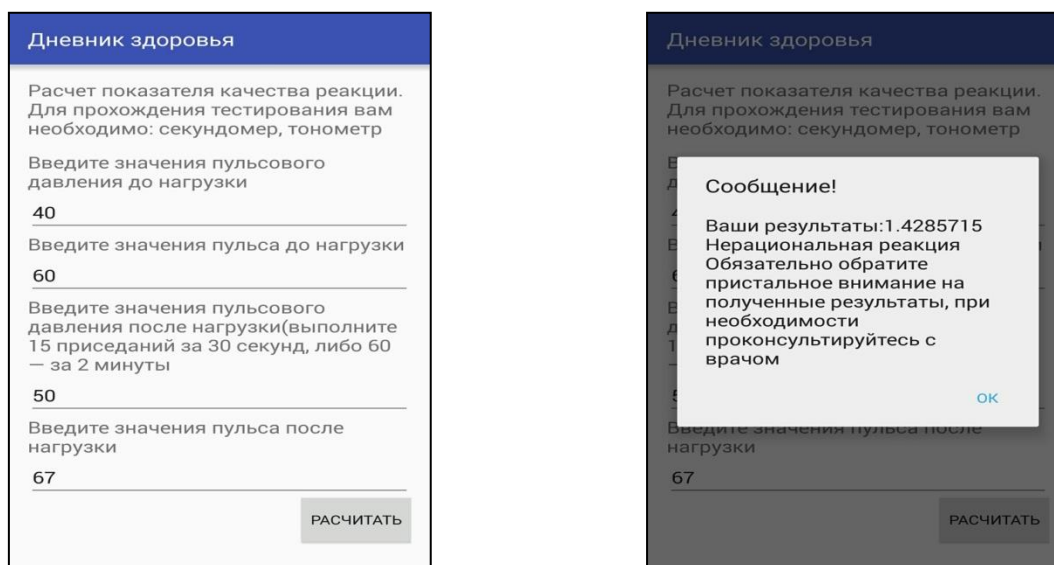 Дневник здоровья
Расчет показателя качества реакции.
Для прохождения тестирования вам
необходимо: секундомер, тонометр
Введите значения пульсового
давления до нагрузки
40
Введите значения пульса до нагрузки
60
Введите значения пульсового
давления после нагрузки(выполните
15 приседаний за 30 секунд, либо 60
— за 2 минуты
50
Введите значения пульса после
нагрузки
67
РАСЧИТАТЬ
Дневник здоровья
Расчет показателя качества реакции.
Для прохождения тестирования вам
необходимо: секундомер, тонометр
Сообщение!
Ваши результаты:1.4285715
Нерациональная реакция
Обязательно обратите
пристальное внимание на
полученные результаты, при
необходимости
проконсультируйтесь с
врачом
ОК
Введите значения пульса после
нагрузки
67
РАСЧИТАТЬ